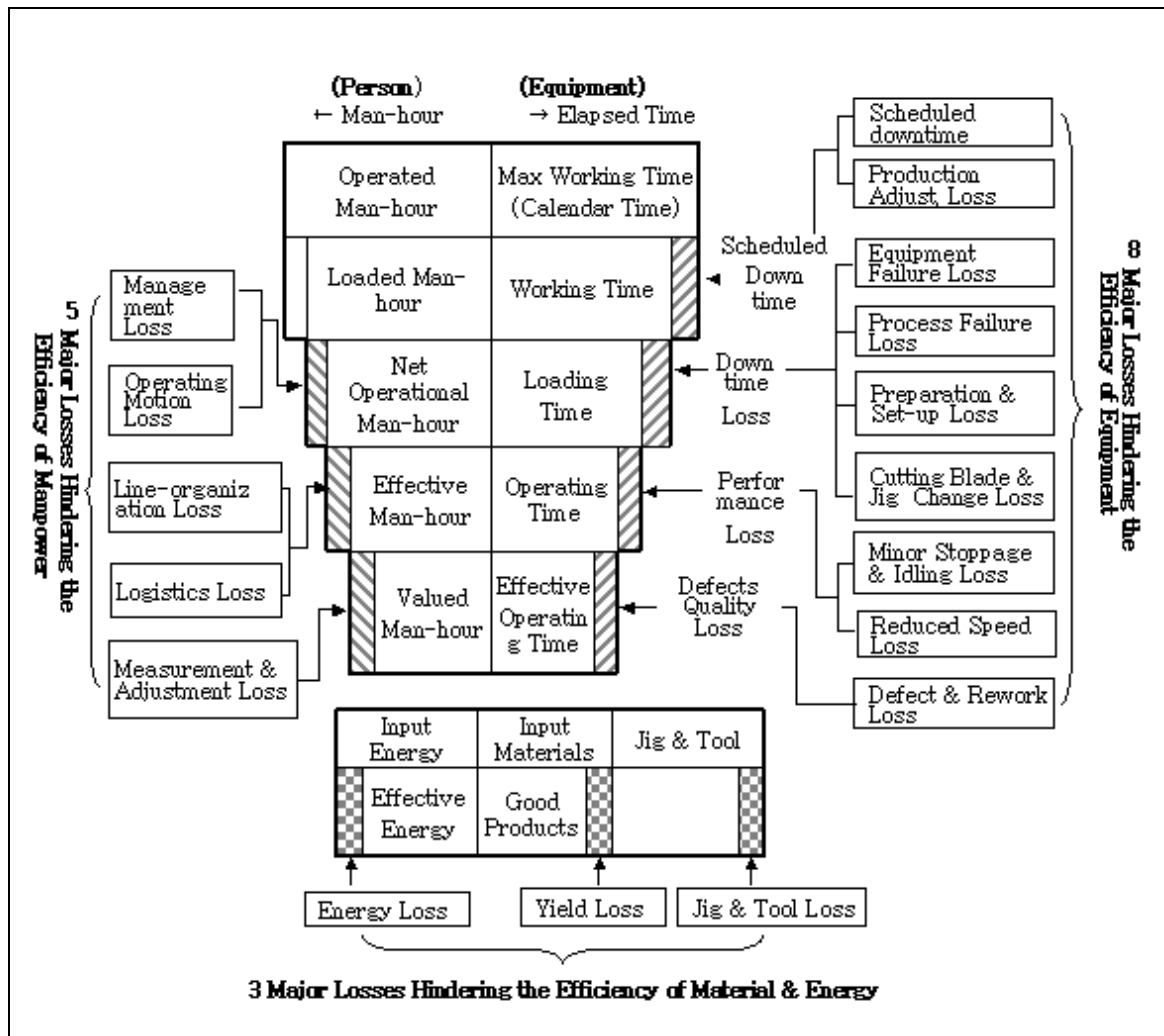 (Person)
← Man-hour
(Equipment)
→ Elapsed Time
Operated
Man-hour
Max Working Time
(Calendar Time)
Loaded Man-
hour
Working Time
Net
Operational
Man-hour
Loading
Time
Effective
Man-hour
Operating
Time
Valued
Man-hour
Effective
Operatin
g Time
5 Major Losses Hindering the
Efficiency of Manpower
Manage
ment
Loss
Operating
Motion
Loss
Line-organiz
ation Loss
Logistics Loss
Measurement &
Adjustment Loss
Scheduled
Down
time
Down
time
Loss
Perfor
mance
Loss
Defects
Quality
Loss
Scheduled
downtime
Production
Adjust, Loss
Equipment
Failure Loss
Process Failure
Loss
Preparation &
Set-up Loss
Cutting Blade &
Jig Change Loss
Minor Stoppage
& Idling Loss
Reduced Speed
Loss
Defect & Rework
Loss
8 Major Losses Hindering the
Efficiency of Equipment
Input
Energy
Input
Materials
Jig & Tool
Effective
Energy
Good
Products
Energy Loss
Yield Loss
Jig & Tool Loss
3 Major Losses Hindering the Efficiency of Material & Energy